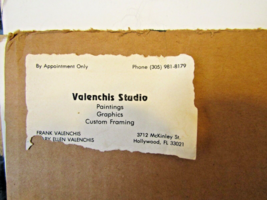 By Appointment Only Phone (305) 981-8179
Valenchis Studio
Paintings
Graphics
Custom Framing
FRANK VALENCHIS 3712 McKinley St.
ELLEN VALENCHIS Hollywood, FL 33021